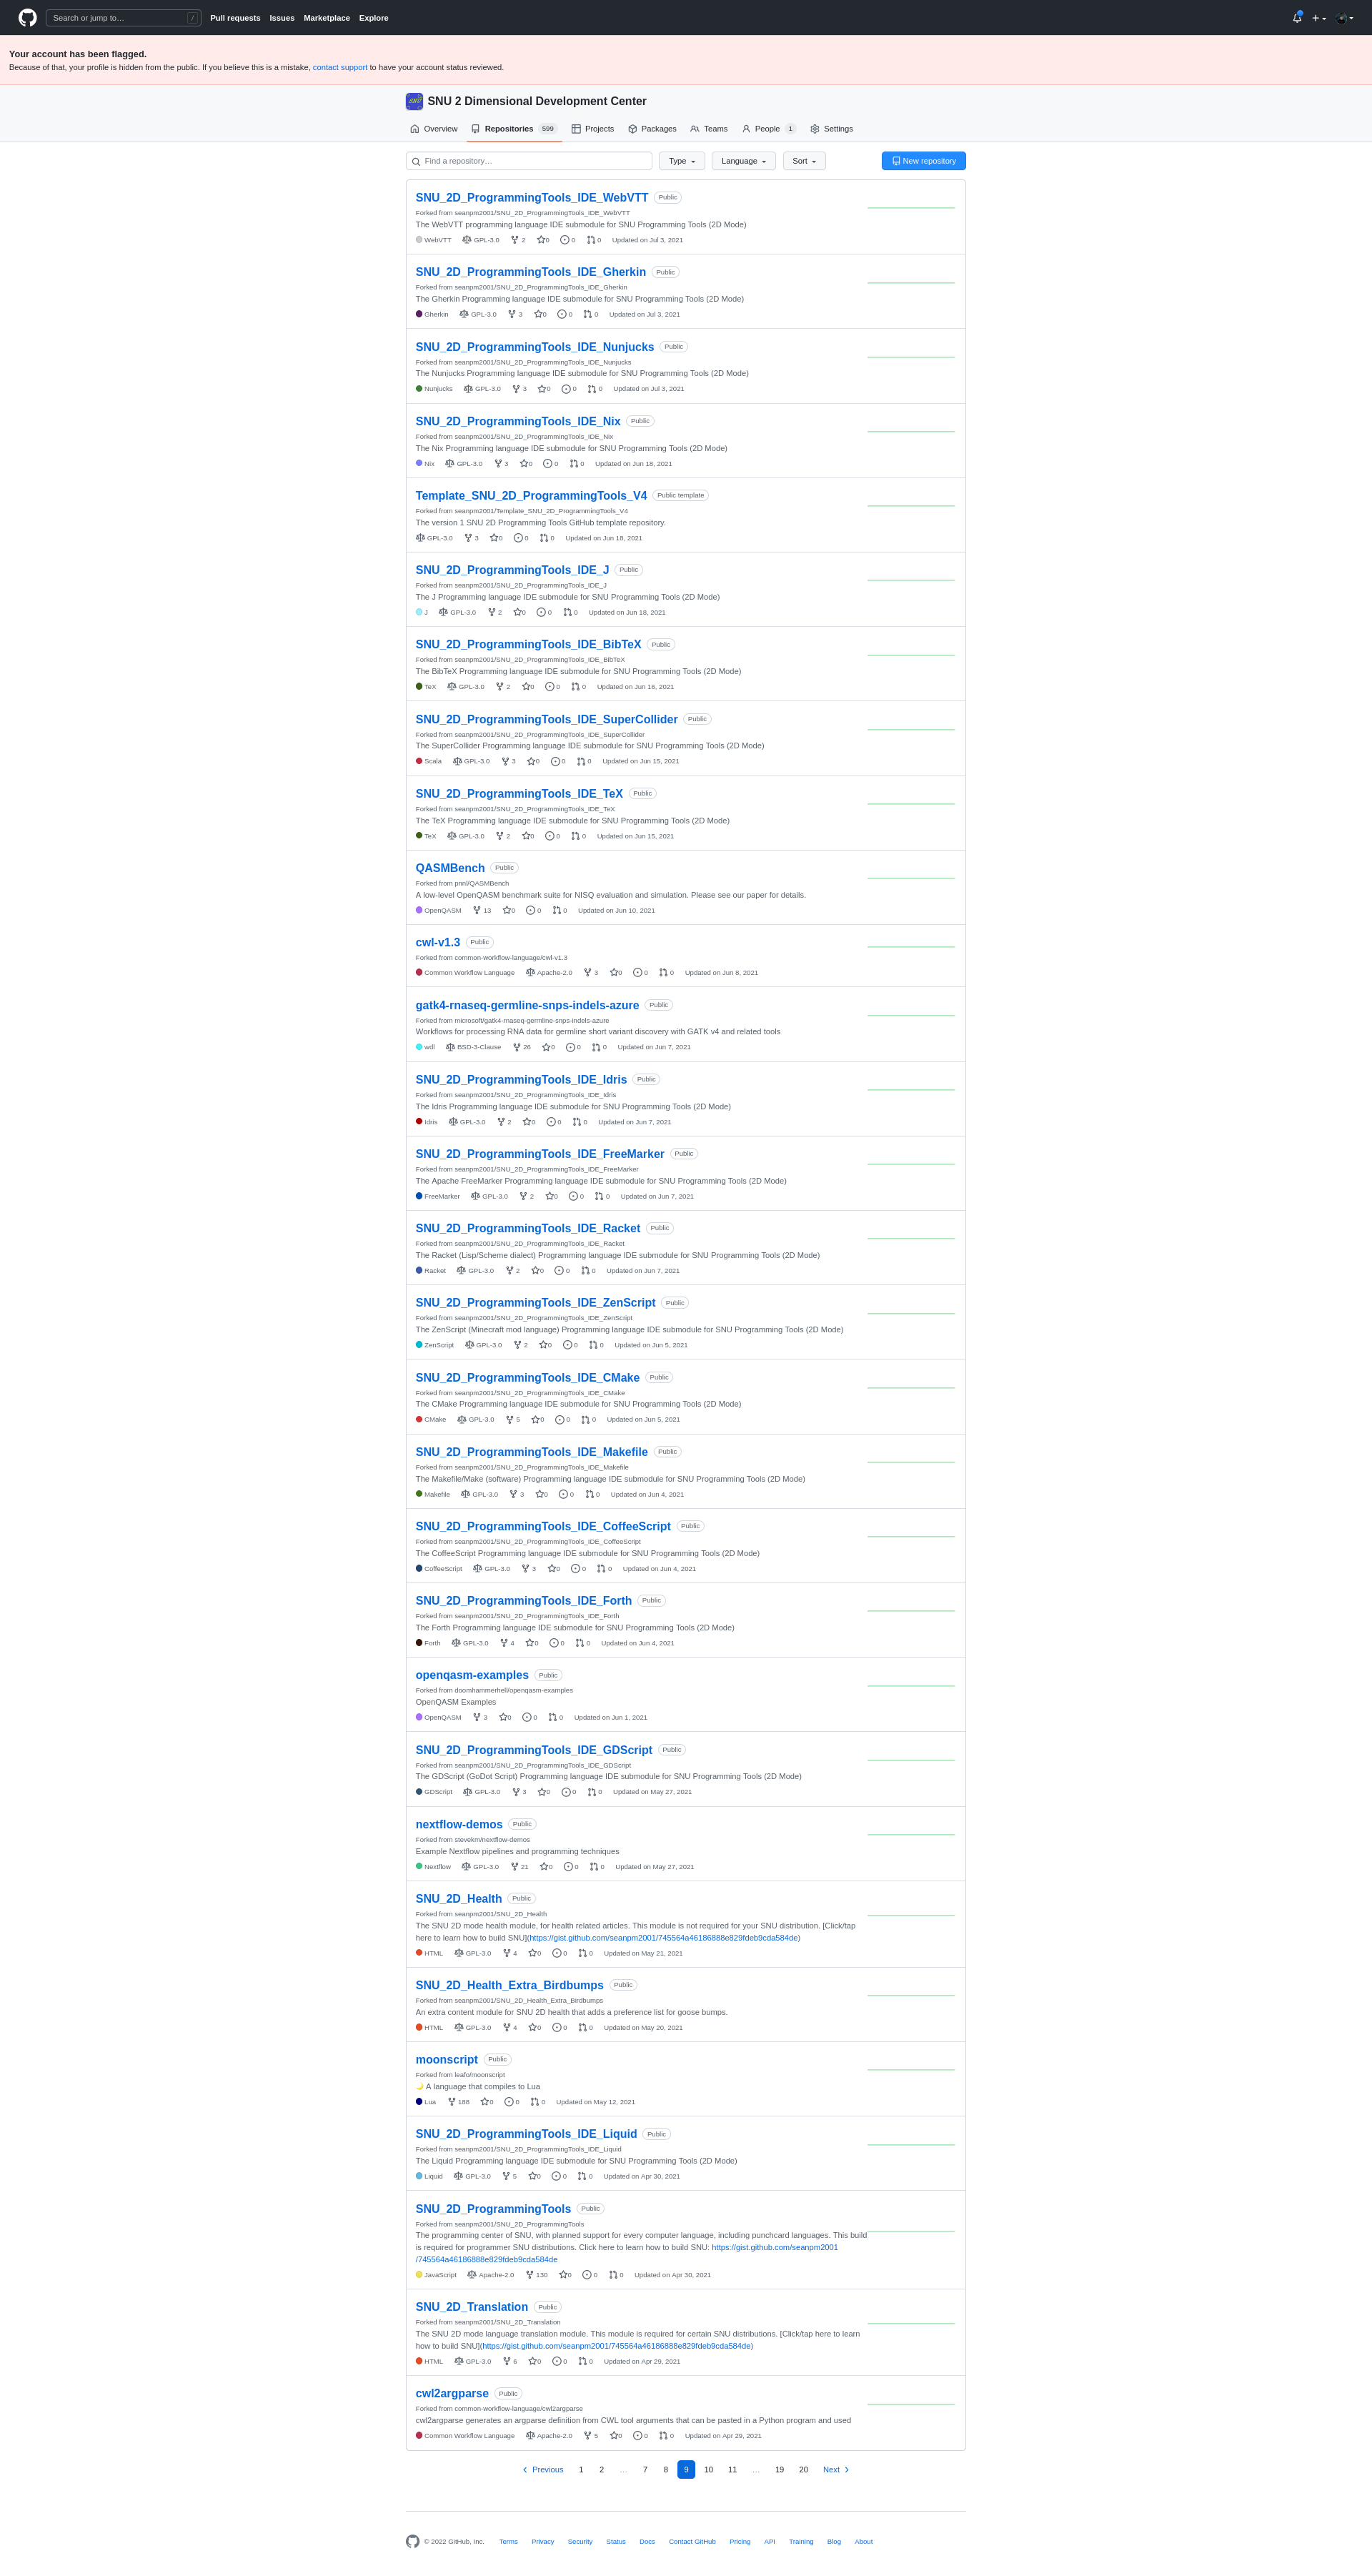 Search or jump to…
/
Pull requests Issues Marketplace Explore
Your account has been flagged.
Because of that, your profile is hidden from the public. If you believe this is a mistake, contact support to have your account status reviewed.
SNU 2 Dimensional Development Center
Overview Repositories 599 Projects Packages Teams People 1 Settings
Find a repository… Type Language Sort New repository
SNU_2D_ProgrammingTools_IDE_WebVTT Public
Forked from seanpm2001/SNU_2D_ProgrammingTools_IDE_WebVTT
The WebVTT programming language IDE submodule for SNU Programming Tools (2D Mode)
WebVTT GPL-3.0 2 0 0 0 Updated on Jul 3, 2021
SNU_2D_ProgrammingTools_IDE_Gherkin Public
Forked from seanpm2001/SNU_2D_ProgrammingTools_IDE_Gherkin
The Gherkin Programming language IDE submodule for SNU Programming Tools (2D Mode)
Gherkin GPL-3.0 3 0 0 0 Updated on Jul 3, 2021
SNU_2D_ProgrammingTools_IDE_Nunjucks Public
Forked from seanpm2001/SNU_2D_ProgrammingTools_IDE_Nunjucks
The Nunjucks Programming language IDE submodule for SNU Programming Tools (2D Mode)
Nunjucks GPL-3.0 3 0 0 0 Updated on Jul 3, 2021
SNU_2D_ProgrammingTools_IDE_Nix Public
Forked from seanpm2001/SNU_2D_ProgrammingTools_IDE_Nix
The Nix Programming language IDE submodule for SNU Programming Tools (2D Mode)
Nix GPL-3.0 3 0 0 0 Updated on Jun 18, 2021
Template_SNU_2D_ProgrammingTools_V4 Public template
Forked from seanpm2001/Template_SNU_2D_ProgrammingTools_V4
The version 1 SNU 2D Programming Tools GitHub template repository.
GPL-3.0 3 0 0 0 Updated on Jun 18, 2021
SNU_2D_ProgrammingTools_IDE_J Public
Forked from seanpm2001/SNU_2D_ProgrammingTools_IDE_J
The J Programming language IDE submodule for SNU Programming Tools (2D Mode)
J GPL-3.0 2 0 0 0 Updated on Jun 18, 2021
SNU_2D_ProgrammingTools_IDE_BibTeX Public
Forked from seanpm2001/SNU_2D_ProgrammingTools_IDE_BibTeX
The BibTeX Programming language IDE submodule for SNU Programming Tools (2D Mode)
TeX GPL-3.0 2 0 0 0 Updated on Jun 16, 2021
SNU_2D_ProgrammingTools_IDE_SuperCollider Public
Forked from seanpm2001/SNU_2D_ProgrammingTools_IDE_SuperCollider
The SuperCollider Programming language IDE submodule for SNU Programming Tools (2D Mode)
Scala GPL-3.0 3 0 0 0 Updated on Jun 15, 2021
SNU_2D_ProgrammingTools_IDE_TeX Public
Forked from seanpm2001/SNU_2D_ProgrammingTools_IDE_TeX
The TeX Programming language IDE submodule for SNU Programming Tools (2D Mode)
TeX GPL-3.0 2 0 0 0 Updated on Jun 15, 2021
QASMBench Public
Forked from pnnl/QASMBench
A low-level OpenQASM benchmark suite for NISQ evaluation and simulation. Please see our paper for details.
OpenQASM 13 0 0 0 Updated on Jun 10, 2021
cwl-v1.3 Public
Forked from common-workflow-language/cwl-v1.3
Common Workflow Language Apache-2.0 3 0 0 0 Updated on Jun 8, 2021
gatk4-rnaseq-germline-snps-indels-azure Public
Forked from microsoft/gatk4-rnaseq-germline-snps-indels-azure
Workflows for processing RNA data for germline short variant discovery with GATK v4 and related tools
wdl BSD-3-Clause 26 0 0 0 Updated on Jun 7, 2021
SNU_2D_ProgrammingTools_IDE_Idris Public
Forked from seanpm2001/SNU_2D_ProgrammingTools_IDE_Idris
The Idris Programming language IDE submodule for SNU Programming Tools (2D Mode)
Idris GPL-3.0 2 0 0 0 Updated on Jun 7, 2021
SNU_2D_ProgrammingTools_IDE_FreeMarker Public
Forked from seanpm2001/SNU_2D_ProgrammingTools_IDE_FreeMarker
The Apache FreeMarker Programming language IDE submodule for SNU Programming Tools (2D Mode)
FreeMarker GPL-3.0 2 0 0 0 Updated on Jun 7, 2021
SNU_2D_ProgrammingTools_IDE_Racket Public
Forked from seanpm2001/SNU_2D_ProgrammingTools_IDE_Racket
The Racket (Lisp/Scheme dialect) Programming language IDE submodule for SNU Programming Tools (2D Mode)
Racket GPL-3.0 2 0 0 0 Updated on Jun 7, 2021
SNU_2D_ProgrammingTools_IDE_ZenScript Public
Forked from seanpm2001/SNU_2D_ProgrammingTools_IDE_ZenScript
The ZenScript (Minecraft mod language) Programming language IDE submodule for SNU Programming Tools (2D Mode)
ZenScript GPL-3.0 2 0 0 0 Updated on Jun 5, 2021
SNU_2D_ProgrammingTools_IDE_CMake Public
Forked from seanpm2001/SNU_2D_ProgrammingTools_IDE_CMake
The CMake Programming language IDE submodule for SNU Programming Tools (2D Mode)
CMake GPL-3.0 5 0 0 0 Updated on Jun 5, 2021
SNU_2D_ProgrammingTools_IDE_Makefile Public
Forked from seanpm2001/SNU_2D_ProgrammingTools_IDE_Makefile
The Makefile/Make (software) Programming language IDE submodule for SNU Programming Tools (2D Mode)
Makefile GPL-3.0 3 0 0 0 Updated on Jun 4, 2021
SNU_2D_ProgrammingTools_IDE_CoffeeScript Public
Forked from seanpm2001/SNU_2D_ProgrammingTools_IDE_CoffeeScript
The CoffeeScript Programming language IDE submodule for SNU Programming Tools (2D Mode)
CoffeeScript GPL-3.0 3 0 0 0 Updated on Jun 4, 2021
SNU_2D_ProgrammingTools_IDE_Forth Public
Forked from seanpm2001/SNU_2D_ProgrammingTools_IDE_Forth
The Forth Programming language IDE submodule for SNU Programming Tools (2D Mode)
Forth GPL-3.0 4 0 0 0 Updated on Jun 4, 2021
openqasm-examples Public
Forked from doomhammerhell/openqasm-examples
OpenQASM Examples
OpenQASM 3 0 0 0 Updated on Jun 1, 2021
SNU_2D_ProgrammingTools_IDE_GDScript Public
Forked from seanpm2001/SNU_2D_ProgrammingTools_IDE_GDScript
The GDScript (GoDot Script) Programming language IDE submodule for SNU Programming Tools (2D Mode)
GDScript GPL-3.0 3 0 0 0 Updated on May 27, 2021
nextflow-demos Public
Forked from stevekm/nextflow-demos
Example Nextflow pipelines and programming techniques
Nextflow GPL-3.0 21 0 0 0 Updated on May 27, 2021
SNU_2D_Health Public
Forked from seanpm2001/SNU_2D_Health
The SNU 2D mode health module, for health related articles. This module is not required for your SNU distribution. [Click/tap
here to learn how to build SNU](https://gist.github.com/seanpm2001/745564a46186888e829fdeb9cda584de)
HTML GPL-3.0 4 0 0 0 Updated on May 21, 2021
SNU_2D_Health_Extra_Birdbumps Public
Forked from seanpm2001/SNU_2D_Health_Extra_Birdbumps
An extra content module for SNU 2D health that adds a preference list for goose bumps.
HTML GPL-3.0 4 0 0 0 Updated on May 20, 2021
moonscript Public
Forked from leafo/moonscript
🌙 A language that compiles to Lua
Lua 188 0 0 0 Updated on May 12, 2021
SNU_2D_ProgrammingTools_IDE_Liquid Public
Forked from seanpm2001/SNU_2D_ProgrammingTools_IDE_Liquid
The Liquid Programming language IDE submodule for SNU Programming Tools (2D Mode)
Liquid GPL-3.0 5 0 0 0 Updated on Apr 30, 2021
SNU_2D_ProgrammingTools Public
Forked from seanpm2001/SNU_2D_ProgrammingTools
The programming center of SNU, with planned support for every computer language, including punchcard languages. This build
is required for programmer SNU distributions. Click here to learn how to build SNU: https://gist.github.com/seanpm2001
/745564a46186888e829fdeb9cda584de
JavaScript Apache-2.0 130 0 0 0 Updated on Apr 30, 2021
SNU_2D_Translation Public
Forked from seanpm2001/SNU_2D_Translation
The SNU 2D mode language translation module. This module is required for certain SNU distributions. [Click/tap here to learn
how to build SNU](https://gist.github.com/seanpm2001/745564a46186888e829fdeb9cda584de)
HTML GPL-3.0 6 0 0 0 Updated on Apr 29, 2021
cwl2argparse Public
Forked from common-workflow-language/cwl2argparse
cwl2argparse generates an argparse definition from CWL tool arguments that can be pasted in a Python program and used
Common Workflow Language Apache-2.0 5 0 0 0 Updated on Apr 29, 2021
Previous 1 2 … 7 8 9 10 11 … 19 20 Next
© 2022 GitHub, Inc. Terms Privacy Security Status Docs Contact GitHub Pricing API Training Blog About